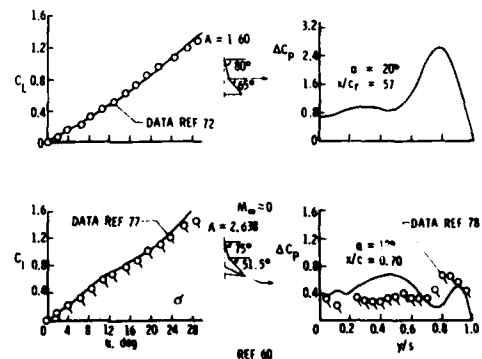 1.6
1.2
C_L 0.8
0.4
0
A = 1 60
80°
65°
DATA REF 72
3.2
ΔC_p
2.4
1.6
0.8
0
α = 20°
x/c_r = 57
1.6
1.2
C_L 0.8
0.4
0
DATA REF 77
M_∞ ≈ 0
A = 2.638
75°
51.5°
0 4 8 12 16 20 24 28
α, deg
1.6
1.2
ΔC_p
0.8
0.4
0
DATA REF 78
x/c = 0.70
0 0.2 0.4 0.6 0.8 1.0
y/s
REF 60